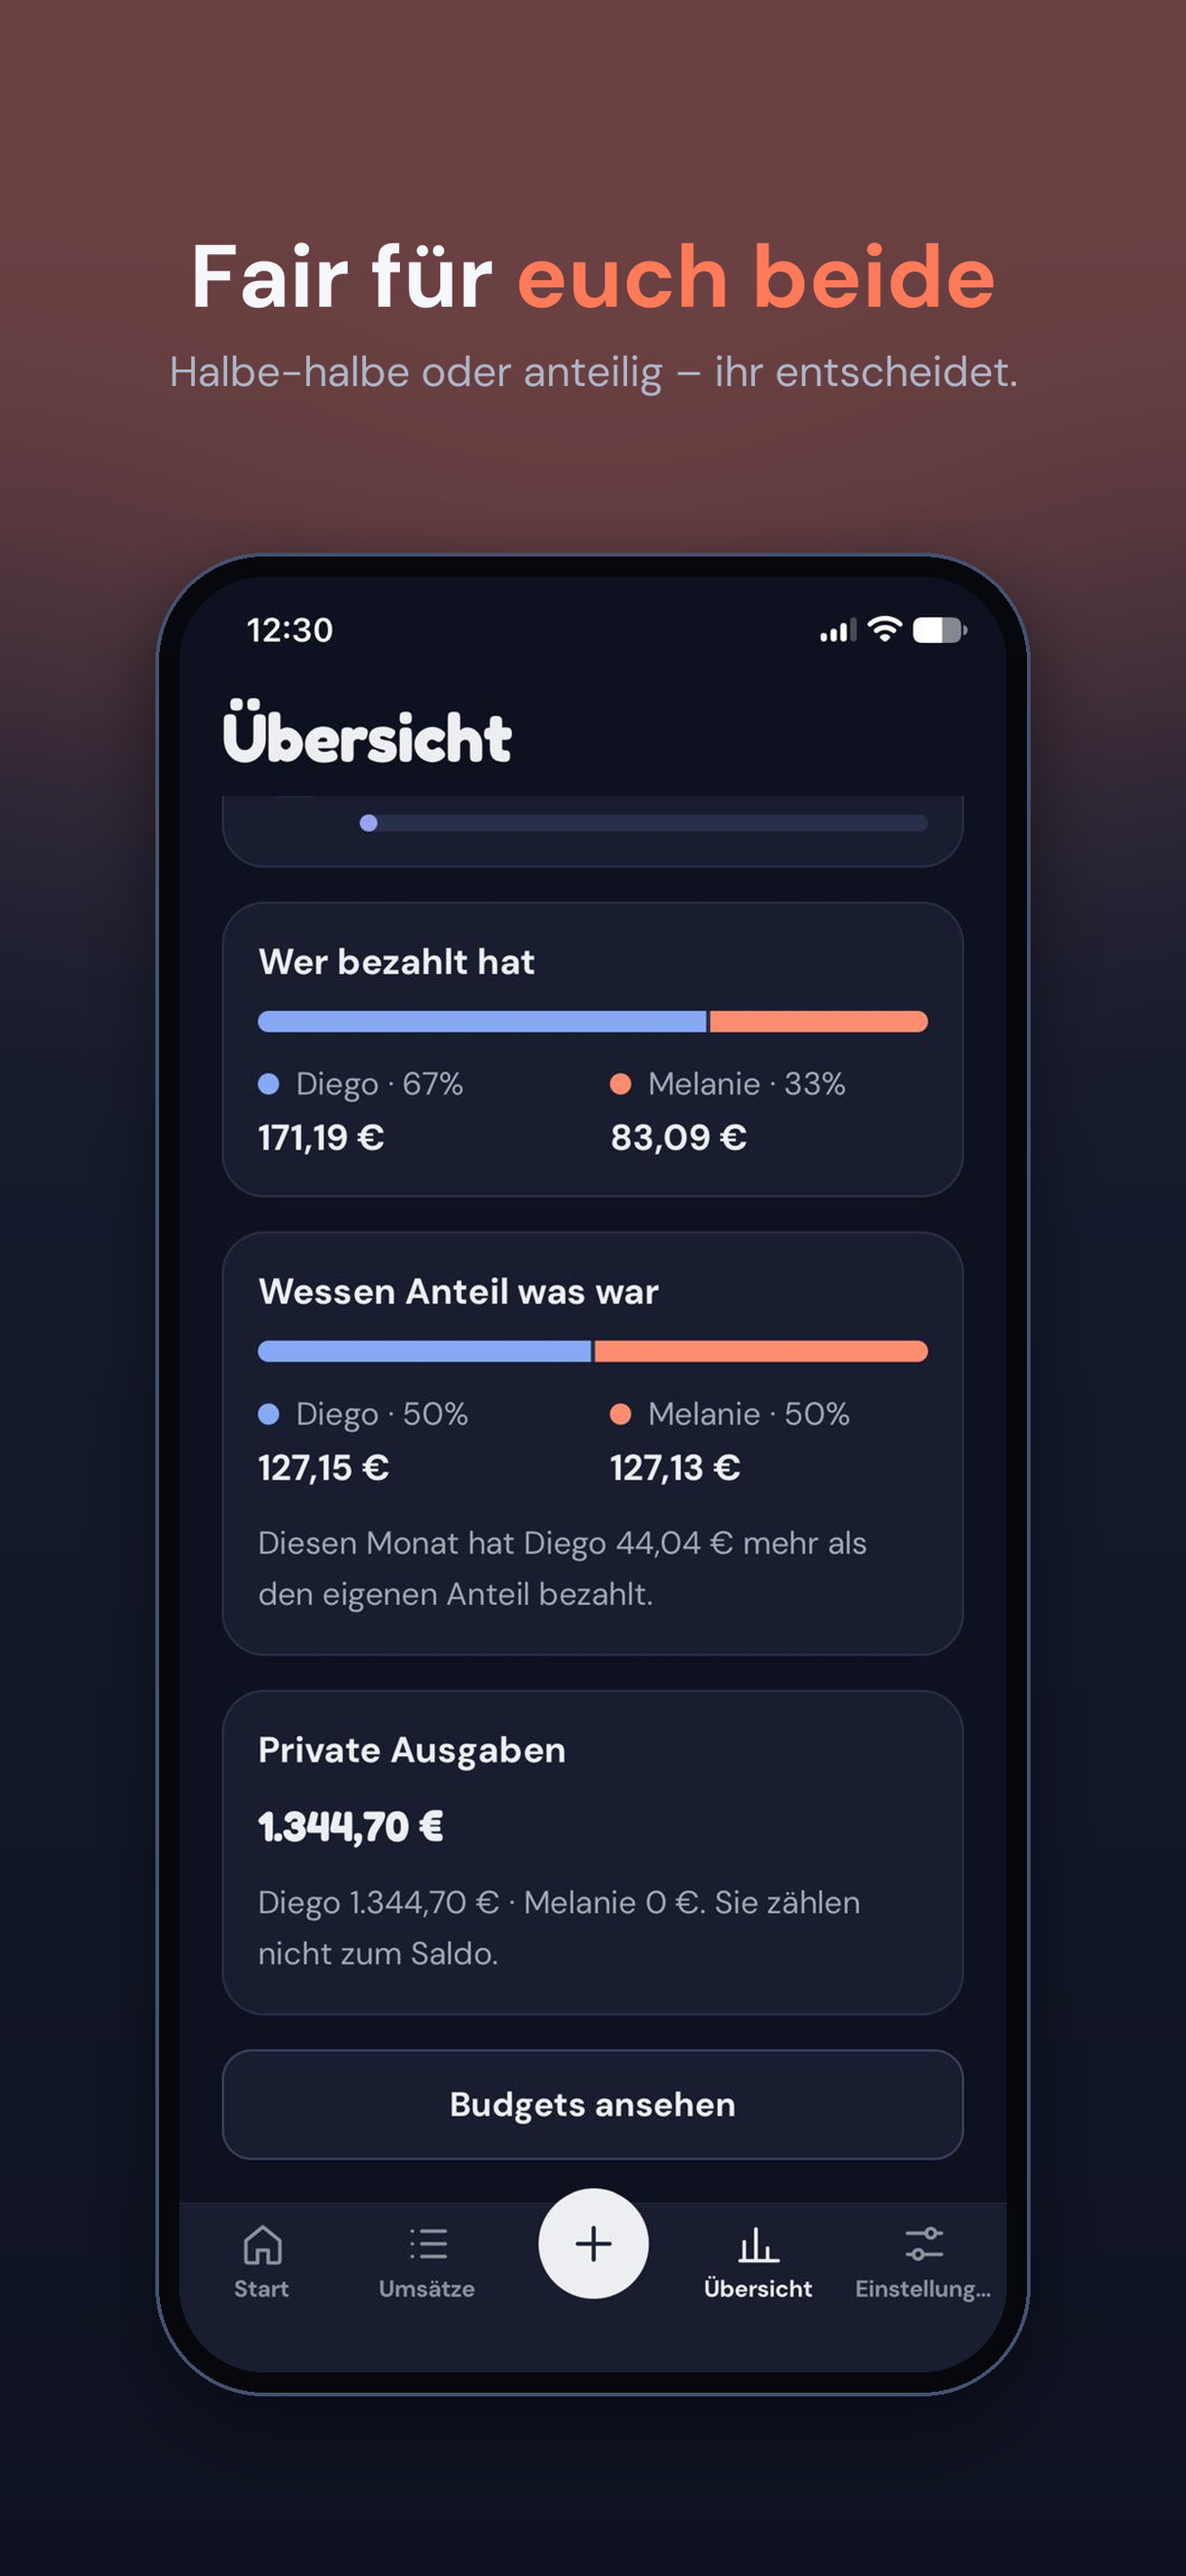 Fair für euch beide
Halbe-halbe oder anteilig – ihr entscheidet.
12:30
Übersicht
Wer bezahlt hat
Diego · 67%
171,19 €
Melanie · 33%
83,09 €
Wessen Anteil was war
Diego · 50%
127,15 €
Melanie · 50%
127,13 €
Diesen Monat hat Diego 44,04 € mehr als
den eigenen Anteil bezahlt.
Private Ausgaben
1.344,70 €
Diego 1.344,70 € · Melanie 0 €. Sie zählen
nicht zum Saldo.
Budgets ansehen
Start
Umsätze
Übersicht
Einstellung...